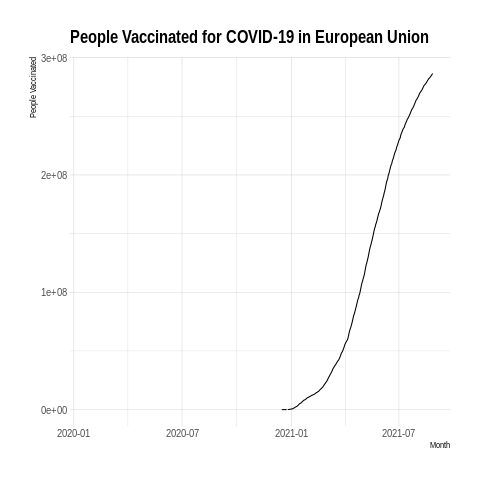 People Vaccinated for COVID-19 in European Union
People Vaccinated
3e+08
2e+08
1e+08
0e+00
2020-01 2020-07 2021-01 2021-07
Month